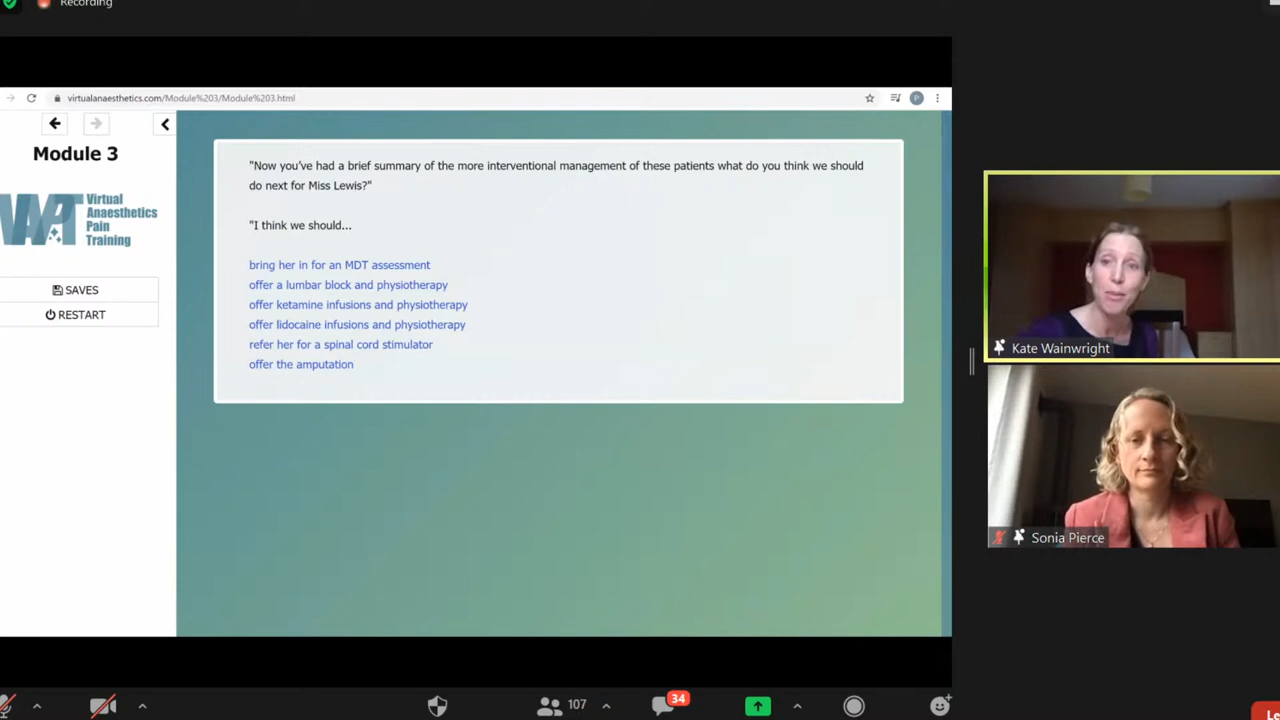 Recording
virtualanaesthetics.com/Module%203/Module%203.html
P
Module 3
VAPT
Virtual
Anaesthetics
Pain
Training
SAVES
RESTART
"Now you've had a brief summary of the more interventional management of these patients what do you think we should
do next for Miss Lewis?"
"I think we should...
bring her in for an MDT assessment
offer a lumbar block and physiotherapy
offer ketamine infusions and physiotherapy
offer lidocaine infusions and physiotherapy
refer her for a spinal cord stimulator
offer the amputation
Kate Wainwright
Sonia Pierce
107
34
Le